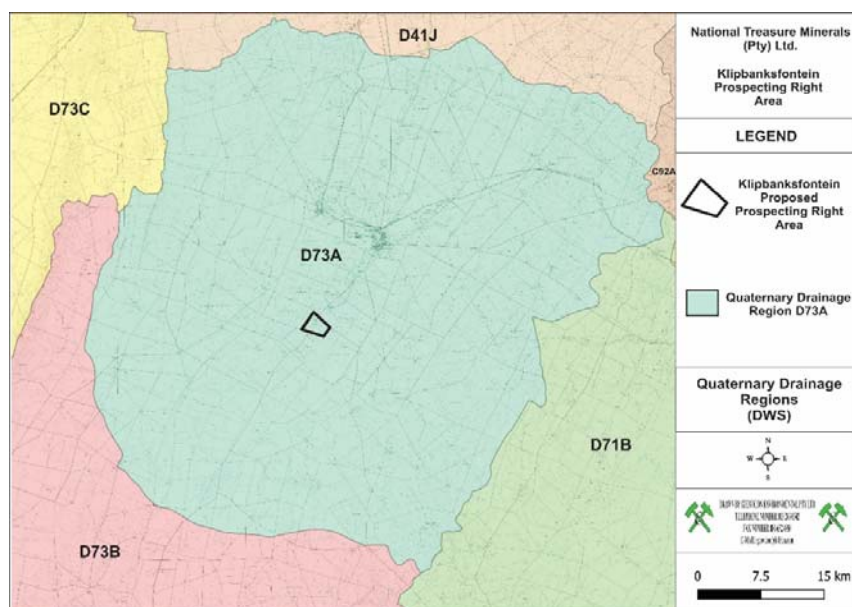 D41J
D73C
C92A
D73A
D71B
D73B
National Treasure Minerals
(Pty) Ltd.
Klipbanksfontein
Prospecting Right
Area
LEGEND
Klipbanksfontein
Proposed
Prospecting Right
Area
Quaternary Drainage
Region D73A
Quaternary Drainage
Regions
(DWS)
N
W E
S
0 7.5 15 km